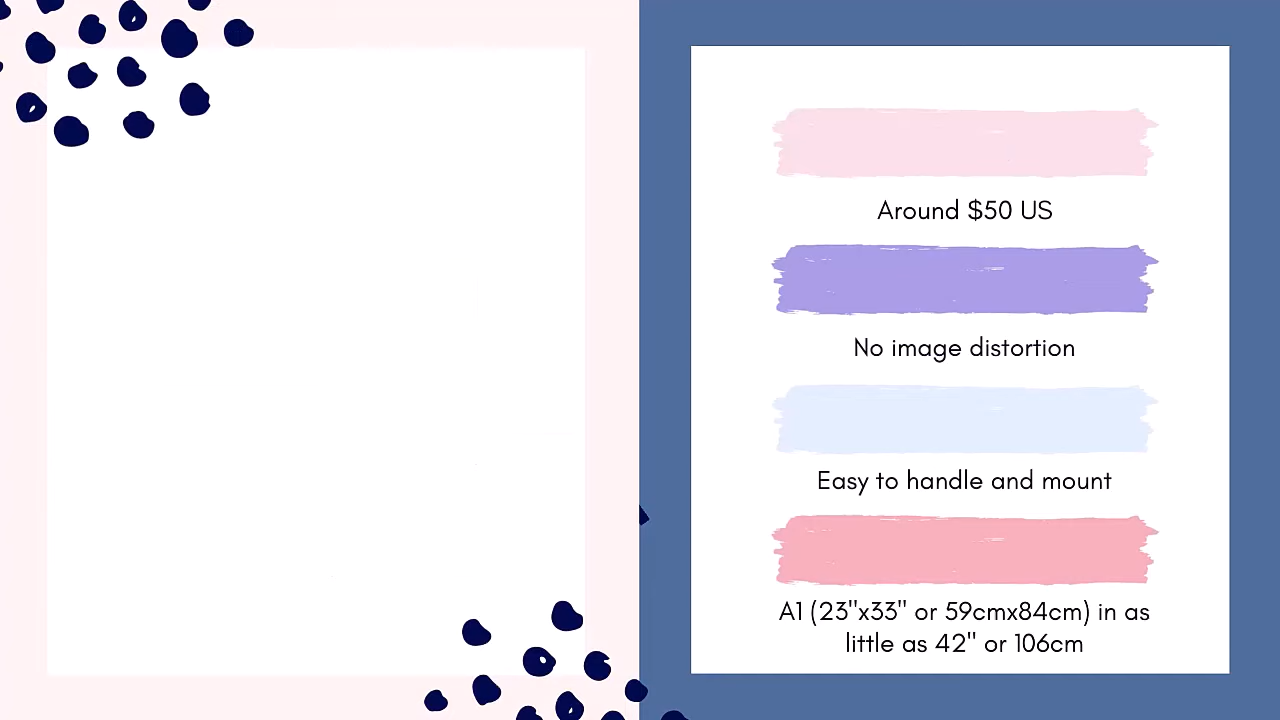 Around $50 US
No image distortion
Easy to handle and mount
A1 (23"x33" or 59cmx84cm) in as
little as 42" or 106cm